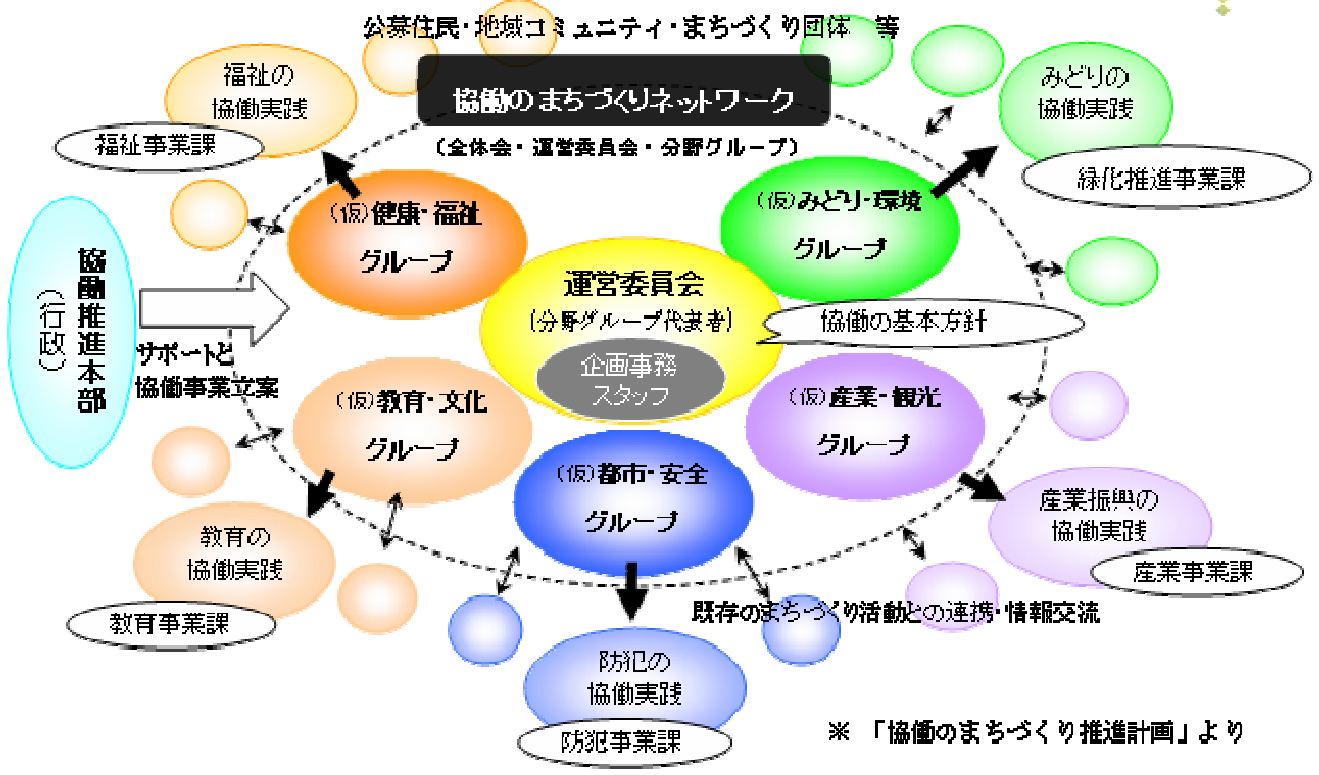 公募住民・地域コミュニティ・まちづくり団体 等
協働のまちづくりネットワーク
(全体会・運営委員会・分野グループ)
福祉の
協働実践
福祉事業課
みどりの
協働実践
緑化推進事業課
(仮)健康・福祉
グループ
(仮)みどり・環境
グループ
協働推進本部
(行政)
サポートと
協働事業立案
運営委員会
(分野グループ代表者)
企画事務
スタッフ
協働の基本方針
(仮)教育・文化
グループ
(仮)産業・観光
グループ
(仮)都市・安全
グループ
教育の
協働実践
教育事業課
産業振興の
協働実践
産業事業課
既存のまちづくり活動との連携・情報交流
防犯の
協働実践
防犯事業課
※ 「協働のまちづくり推進計画」より